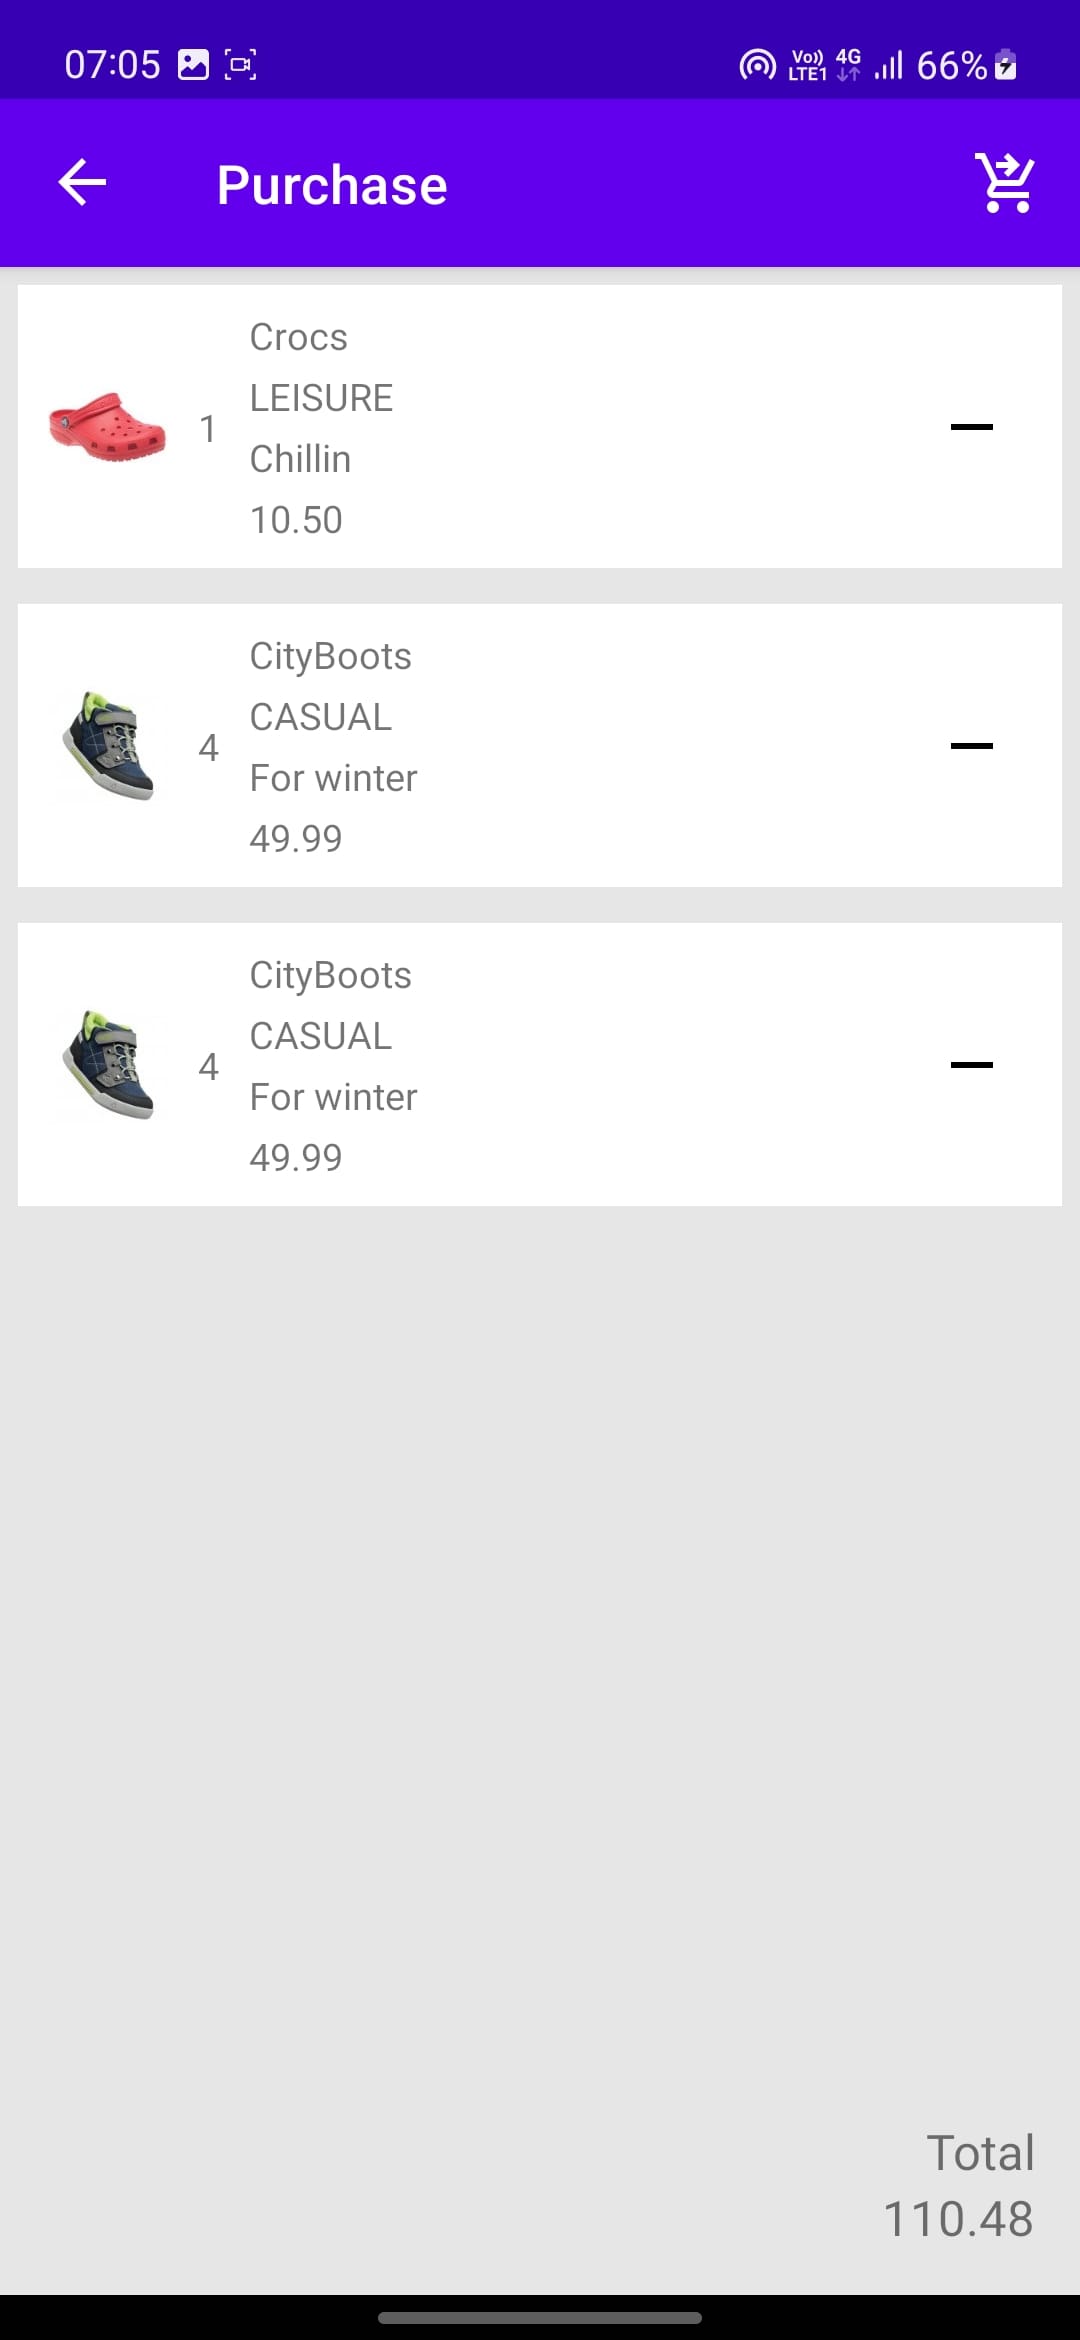 07:05 Vo)) LTE1 4G 66%
Purchase
Crocs
LEISURE
1
Chillin
10.50
CityBoots
CASUAL
4
For winter
49.99
CityBoots
CASUAL
4
For winter
49.99
Total
110.48